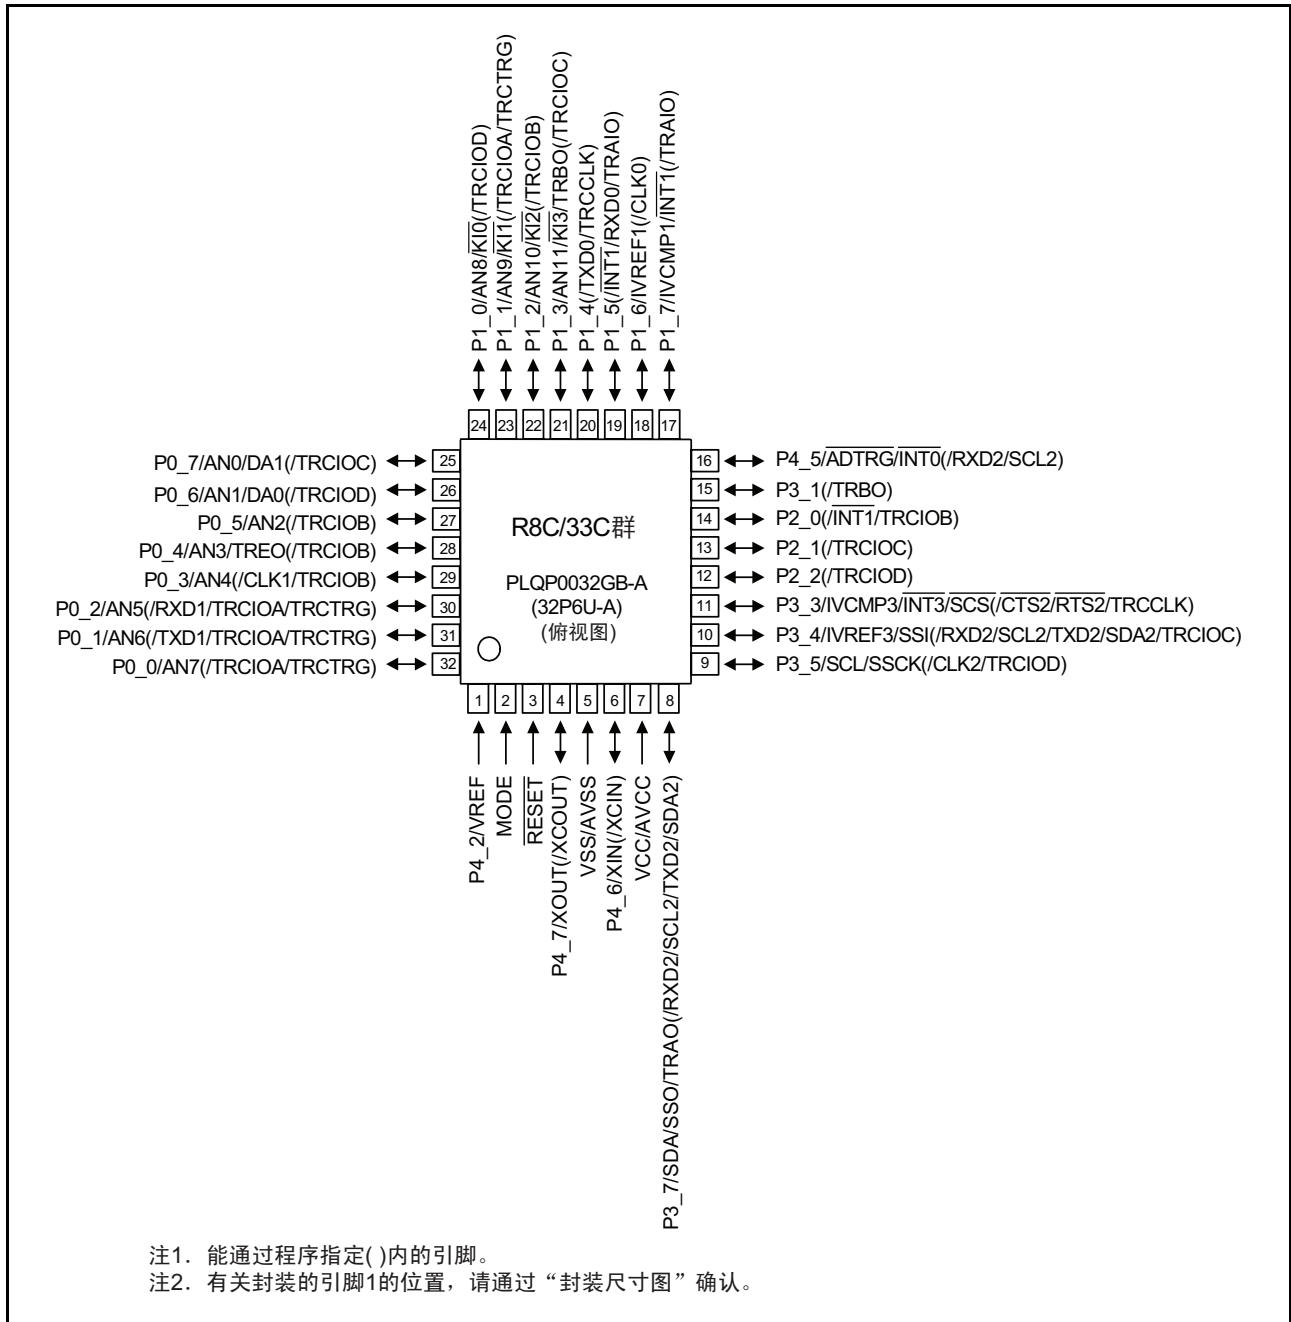 P1_0/AN8/KI0(/TRCIOD)
P1_1/AN9/KI1(/TRCIOA/TRCTRG)
P1_2/AN10/KI2(/TRCIOB)
P1_3/AN11/KI3/TRBO(/TRCIOC)
P1_4(/TXD0/TRCCLK)
P1_5(/INT1/RXD0/TRAIO)
P1_6/IVREF1(/CLK0)
P1_7/IVCMP1/INT1(/TRAIO)
24 23 22 21 20 19 18 17
P0_7/AN0/DA1(/TRCIOC) 25
P0_6/AN1/DA0(/TRCIOD) 26
P0_5/AN2(/TRCIOB) 27
P0_4/AN3/TREO(/TRCIOB) 28
P0_3/AN4(/CLK1/TRCIOB) 29
P0_2/AN5(/RXD1/TRCIOA/TRCTRG) 30
P0_1/AN6(/TXD1/TRCIOA/TRCTRG) 31
P0_0/AN7(/TRCIOA/TRCTRG) 32
R8C/33C群
PLQP0032GB-A
(32P6U-A)
(俯视图)
16 P4_5/ADTRG/INT0(/RXD2/SCL2)
15 P3_1(/TRBO)
14 P2_0(/INT1/TRCIOB)
13 P2_1(/TRCIOC)
12 P2_2(/TRCIOD)
11 P3_3/IVCMP3/INT3/SCS(/CTS2/RTS2/TRCCLK)
10 P3_4/IVREF3/SSI(/RXD2/SCL2/TXD2/SDA2/TRCIOC)
9 P3_5/SCL/SSCK(/CLK2/TRCIOD)
1 2 3 4 5 6 7 8
P4_2/VREF
MODE
RESET
P4_7/XOUT(/XCOUT)
VSS/AVSS
P4_6/XIN(/XCIN)
VCC/AVCC
P3_7/SDA/SSO/TRAO(/RXD2/SCL2/TXD2/SDA2)
注1. 能通过程序指定( )内的引脚。
注2. 有关封装的引脚1的位置，请通过“封装尺寸图”确认。